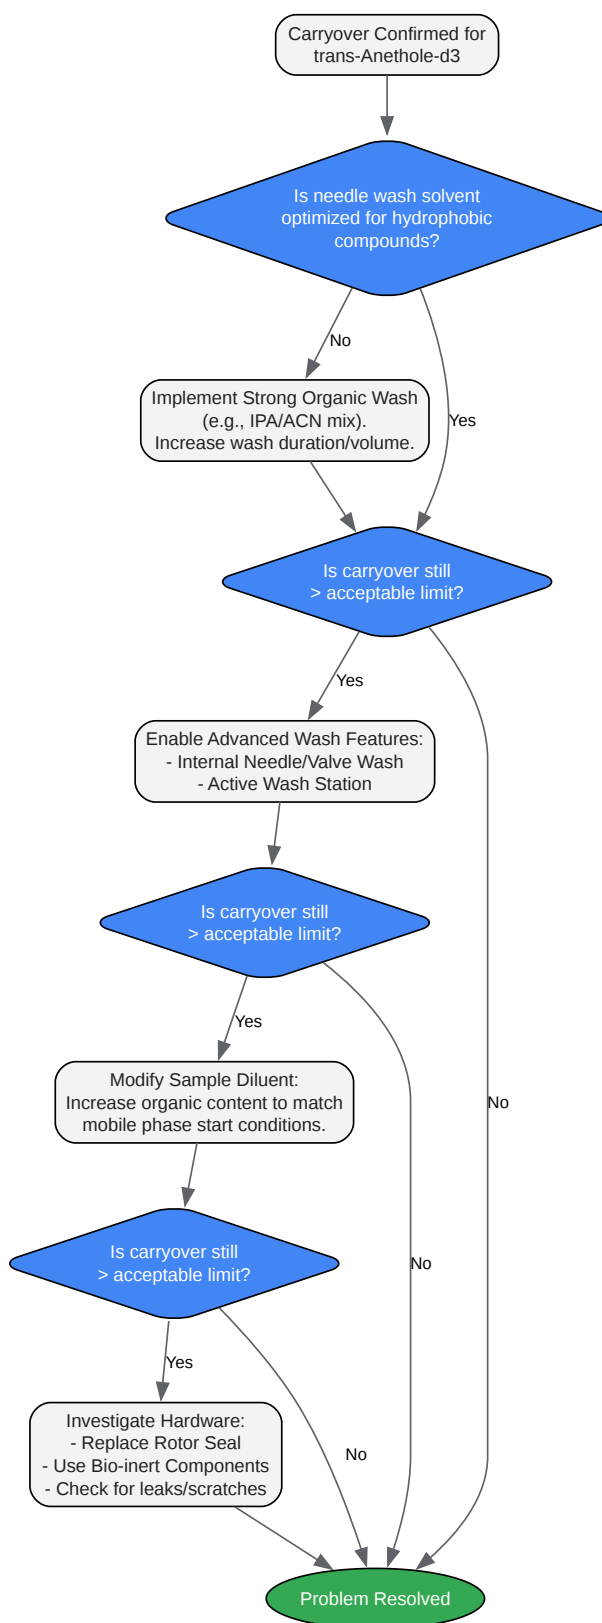 Carryover Confirmed for
trans-Anethole-d3
Is needle wash solvent
optimized for hydrophobic
compounds?
No
Implement Strong Organic Wash
(e.g., IPA/ACN mix).
Increase wash duration/volume.
Yes
Is carryover still
> acceptable limit?
Yes
Enable Advanced Wash Features:
- Internal Needle/Valve Wash
- Active Wash Station
Is carryover still
> acceptable limit?
Yes
Modify Sample Diluent:
Increase organic content to match
mobile phase start conditions.
No
Is carryover still
> acceptable limit?
No
Yes
Investigate Hardware:
- Replace Rotor Seal
- Use Bio-inert Components
- Check for leaks/scratches
No
Problem Resolved